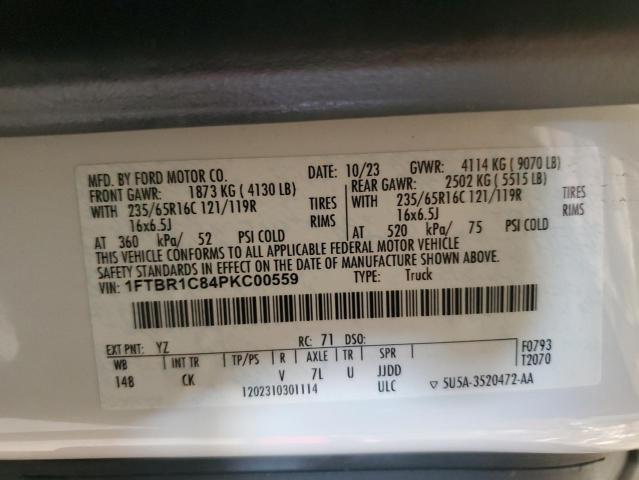 MFD. BY FORD MOTOR CO. DATE: 10/23 GVWR: 4114 KG ( 9070 LB)
FRONT GAWR: 1873 KG ( 4130 LB) REAR GAWR: 2502 KG ( 5515 LB)
WITH 235/65R16C 121/119R TIRES WITH 235/65R16C 121/119R TIRES
16x6.5J RIMS 16x6.5J RIMS
AT 360 kPa/ 52 PSI COLD AT 520 kPa/ 75 PSI COLD
THIS VEHICLE CONFORMS TO ALL APPLICABLE FEDERAL MOTOR VEHICLE
SAFETY STANDARDS IN EFFECT ON THE DATE OF MANUFACTURE SHOWN ABOVE.
VIN: 1FTBR1C84PKC00559 TYPE: Truck
EXT PNT: YZ RC: 71 DSO: F0793
WB INT TR TP/PS R AXLE TR SPR T2070
148 CK V 7L U JJDD
1202310301114 ULC ▽ 5U5A-3520472-AA